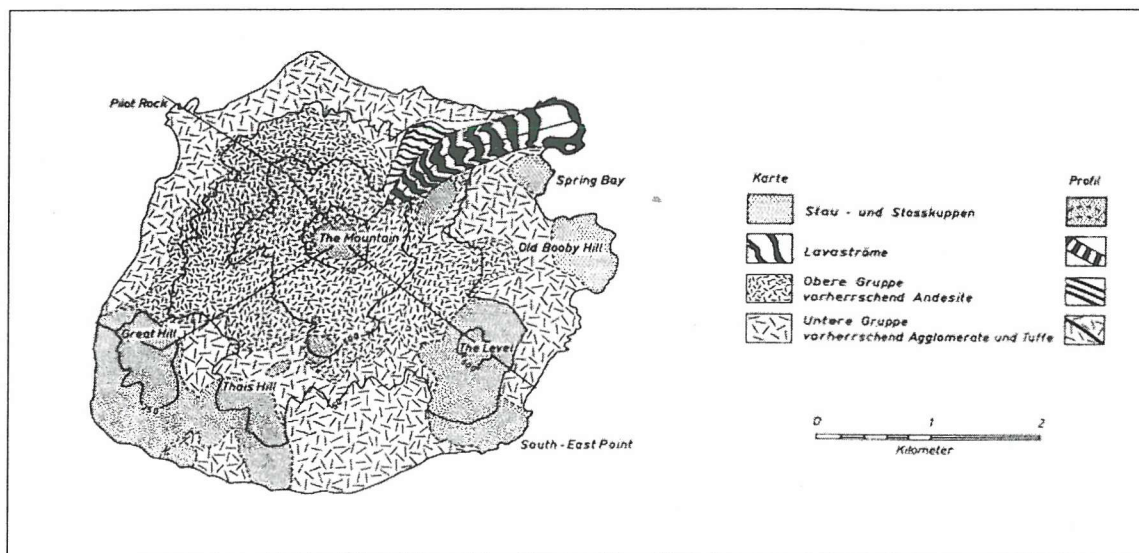 Pilot Rock
Spring Bay
The Mountain
Old Booby Hill
Great Hill
The Level
Thais Hill
South-East Point
Karte
Profil
Stau - und Stosskuppen
Lavaströme
Obere Gruppe
vorherrschend Andesite
Untere Gruppe
vorherrschend Agglomerate und Tuffe
0 1 2
Kilometer